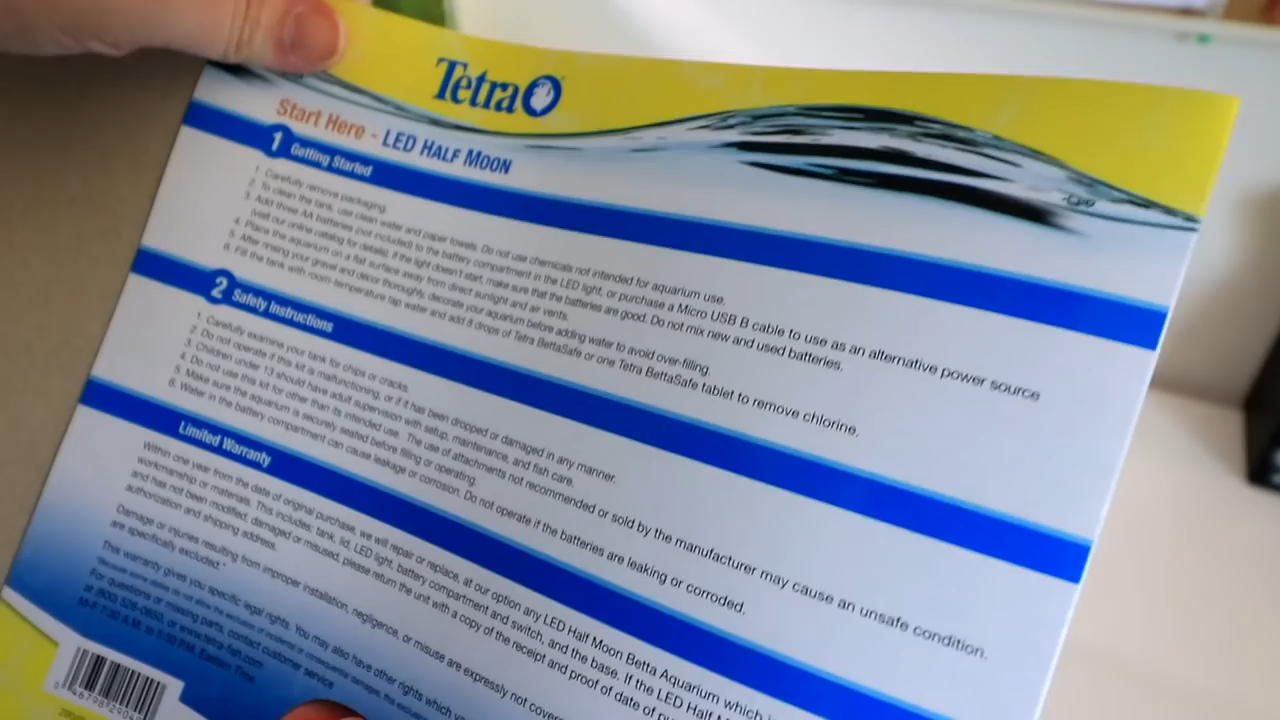 Tetra
Start Here - LED HALF MOON
1 Getting Started
1. Carefully remove packaging.
2. To clean the tank, use clean water and paper towels. Do not use chemicals not intended for aquarium use.
3. Add three AA batteries (not included) to the battery compartment in the LED light, or purchase a Micro USB B cable to use as an alternative power source
(visit our online catalog for details). If the light doesn't start, make sure that the batteries are good. Do not mix new and used batteries.
4. Place the aquarium on a flat surface away from direct sunlight and air vents.
5. After rinsing your gravel and décor thoroughly, decorate your aquarium before adding water to avoid over-filling.
6. Fill the tank with room-temperature tap water and add 8 drops of Tetra BettaSafe or one Tetra BettaSafe tablet to remove chlorine.
2 Safety Instructions
1. Carefully examine your tank for chips or cracks.
2. Do not operate if this kit is malfunctioning, or if it has been dropped or damaged in any manner.
3. Children under 13 should have adult supervision with setup, maintenance, and fish care.
4. Do not use this kit for other than its intended use. The use of attachments not recommended or sold by the manufacturer may cause an unsafe condition.
5. Make sure the aquarium is securely seated before filling or operating.
6. Water in the battery compartment can cause leakage or corrosion. Do not operate if the batteries are leaking or corroded.
Limited Warranty
Within one year from the date of original purchase, we will repair or replace, at our option any LED Half Moon Betta Aquarium which
workmanship or materials. This includes: tank, lid, LED light, battery compartment and switch, and the base. If the LED Half
and has not been modified, damaged or misused, please return the unit with a copy of the receipt and proof of date of
authorization and shipping address.
Damage or injuries resulting from improper installation, negligence, or misuse are expressly not
are specifically excluded.*
This warranty gives you specific legal rights. You may also have other rights which
For questions or missing parts, contact customer service
at (800) 526-0650, or www.tetra-fish.com
M-F 7:30 A.M. to 5:30 P.M. Eastern Time